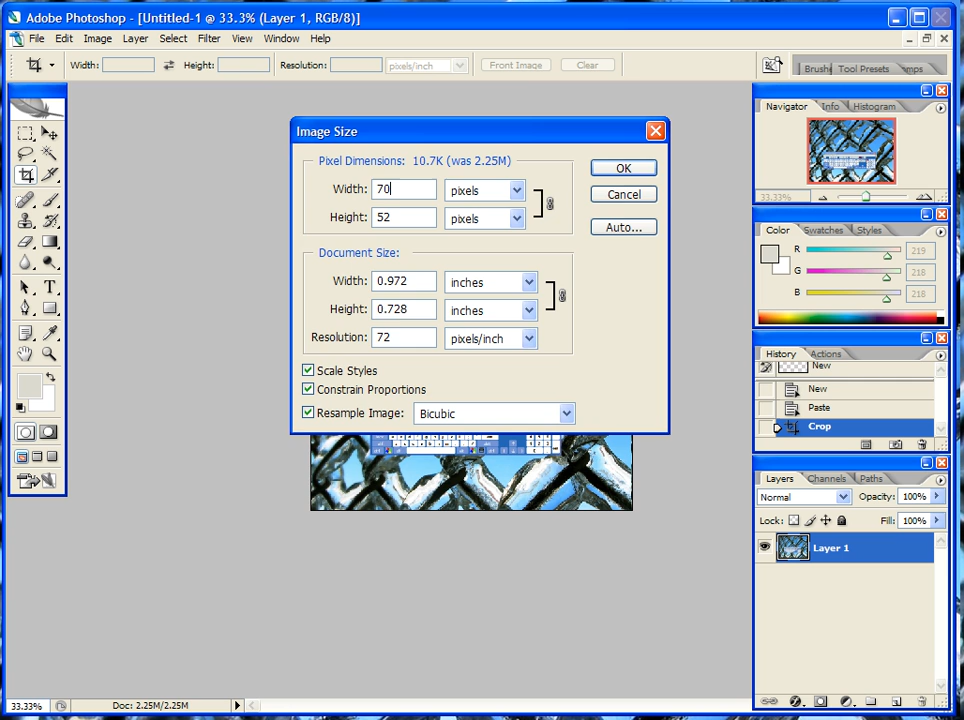 Adobe Photoshop - [Untitled-1 @ 33.3% (Layer 1, RGB/8)]
File Edit Image Layer Select Filter View Window Help
Width: Height: Resolution: pixels/inch Front Image Clear Brush Tool Presets mps
Navigator Info Histogram
33.33%
Color Swatches Styles
R 219
G 218
B 218
History Actions
New
New
Paste
Crop
Layers Channels Paths
Normal Opacity: 100%
Lock: Fill: 100%
Layer 1
Image Size
Pixel Dimensions: 10.7K (was 2.25M)
Width: 70 pixels
Height: 52 pixels
Document Size:
Width: 0.972 inches
Height: 0.728 inches
Resolution: 72 pixels/inch
Scale Styles
Constrain Proportions
Resample Image: Bicubic
OK
Cancel
Auto...
33.33% Doc: 2.25M/2.25M